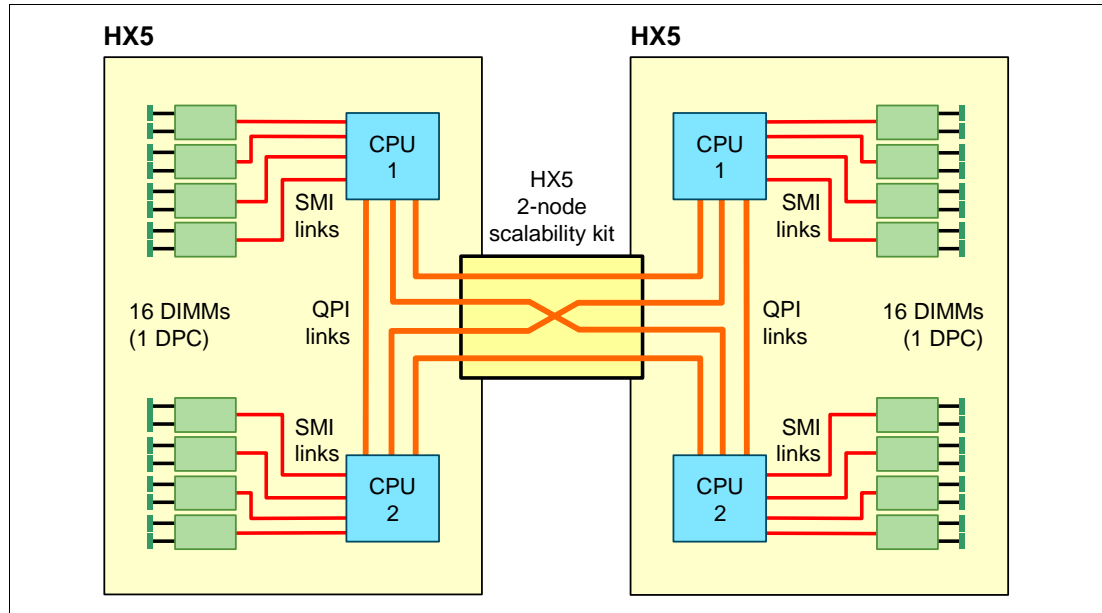 HX5
HX5
CPU
1
SMI
links
16 DIMMs
(1 DPC)
QPI
links
SMI
links
CPU
2
HX5
2-node
scalability kit
CPU
1
SMI
links
QPI
links
16 DIMMs
(1 DPC)
SMI
links
CPU
2